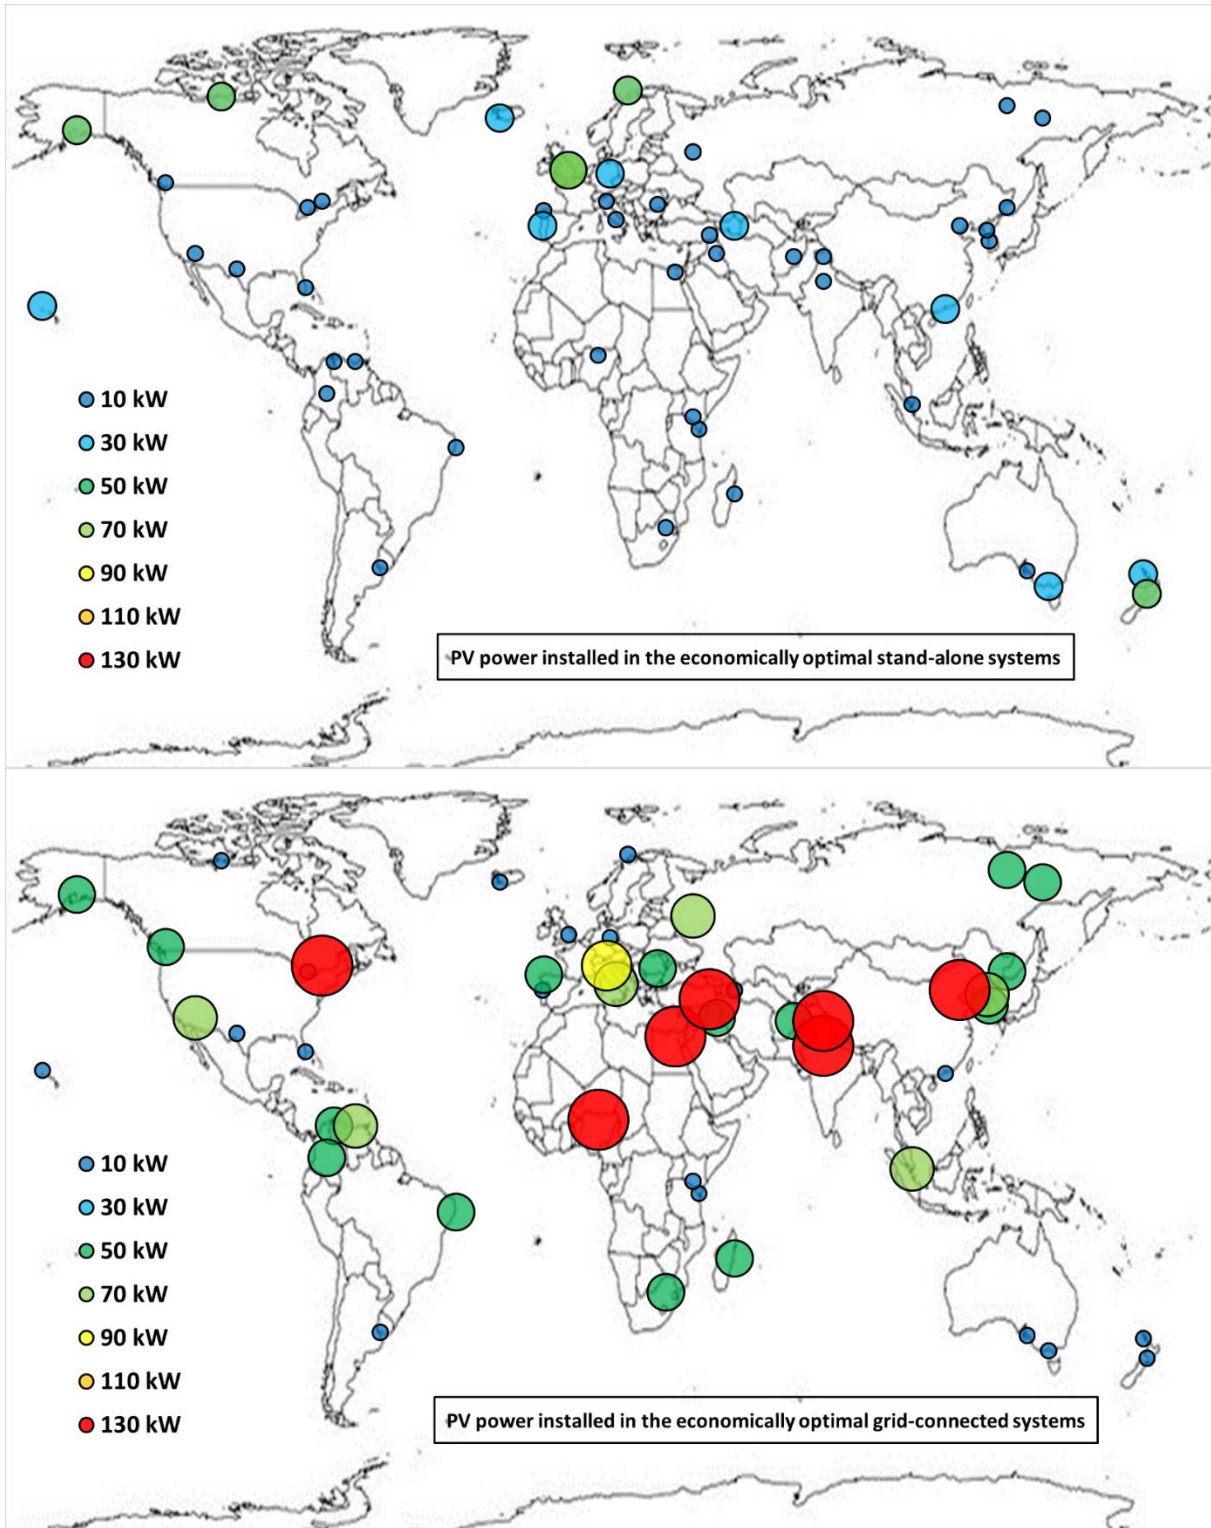 10 kW
30 kW
50 kW
70 kW
90 kW
110 kW
130 kW
PV power installed in the economically optimal stand-alone systems
10 kW
30 kW
50 kW
70 kW
90 kW
110 kW
130 kW
PV power installed in the economically optimal grid-connected systems